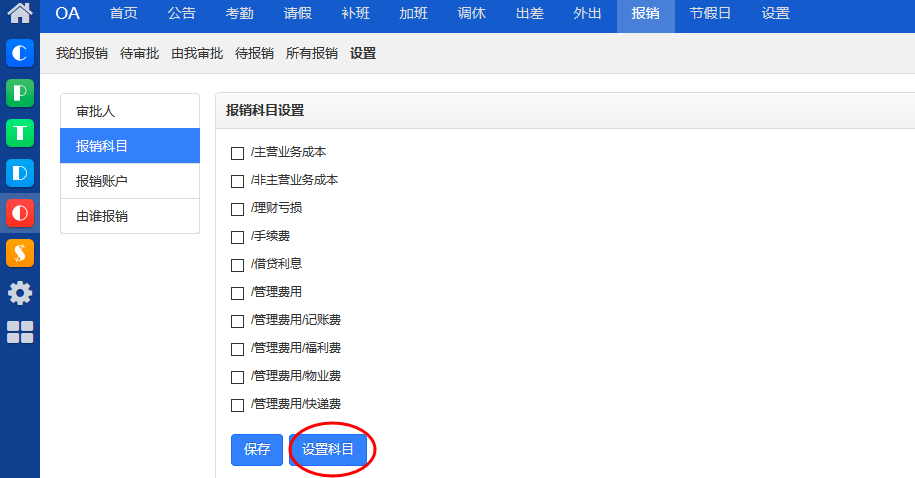 OA 首页 公告 考勤 请假 补班 加班 调休 出差 外出 报销 节假日 设置
我的报销 待审批 由我审批 待报销 所有报销 设置
审批人
报销科目
报销账户
由谁报销
报销科目设置
/主营业务成本
/非主营业务成本
/理财亏损
/手续费
/借贷利息
/管理费用
/管理费用/记账费
/管理费用/福利费
/管理费用/物业费
/管理费用/快递费
保存 设置科目